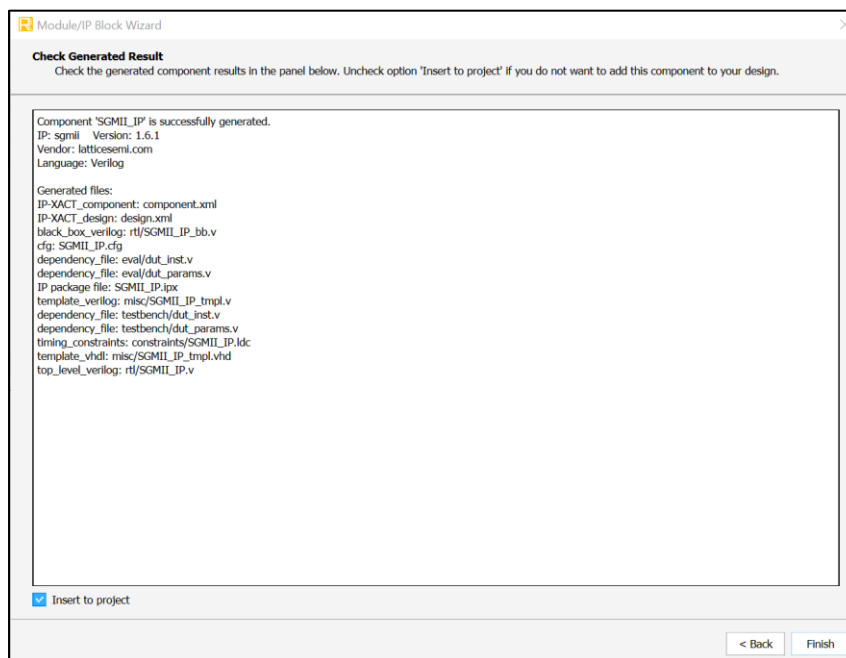 Module/IP Block Wizard
Check Generated Result
Check the generated component results in the panel below. Uncheck option 'Insert to project' if you do not want to add this component to your design.
Component 'SGMII_IP' is successfully generated.
IP: sgmii Version: 1.6.1
Vendor: latticesemi.com
Language: Verilog
Generated files:
IP-XACT_component: component.xml
IP-XACT_design: design.xml
black_box_verilog: rtl/SGMII_IP_bb.v
cfg: SGMII_IP.cfg
dependency_file: eval/dut_inst.v
dependency_file: eval/dut_params.v
IP package file: SGMII_IP.ipx
template_verilog: misc/SGMII_IP_tmpl.v
dependency_file: testbench/dut_inst.v
dependency_file: testbench/dut_params.v
timing_constraints: constraints/SGMII_IP.ldc
template_vhdl: misc/SGMII_IP_tmpl.vhd
top_level_verilog: rtl/SGMII_IP.v
Insert to project
< Back Finish